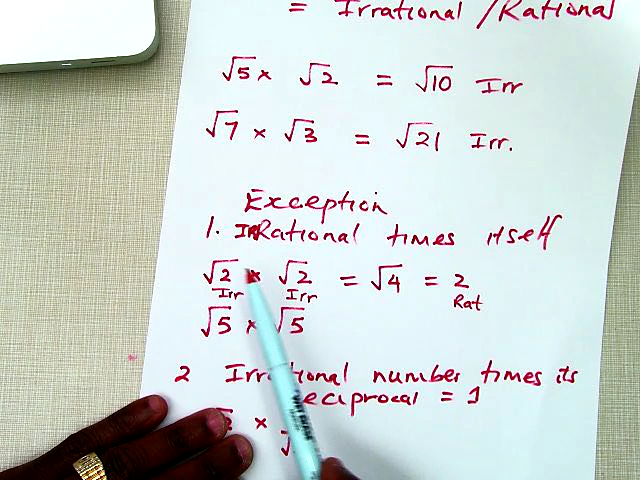 = Irrational / Rational
√5 × √2 = √10 Irr
√7 × √3 = √21 Irr.
Exception
1. IrRational times itself
√2 × √2 = √4 = 2
Irr Irr Rat
√5 × √5
2 Irrational number times its
reciprocal = 1
×